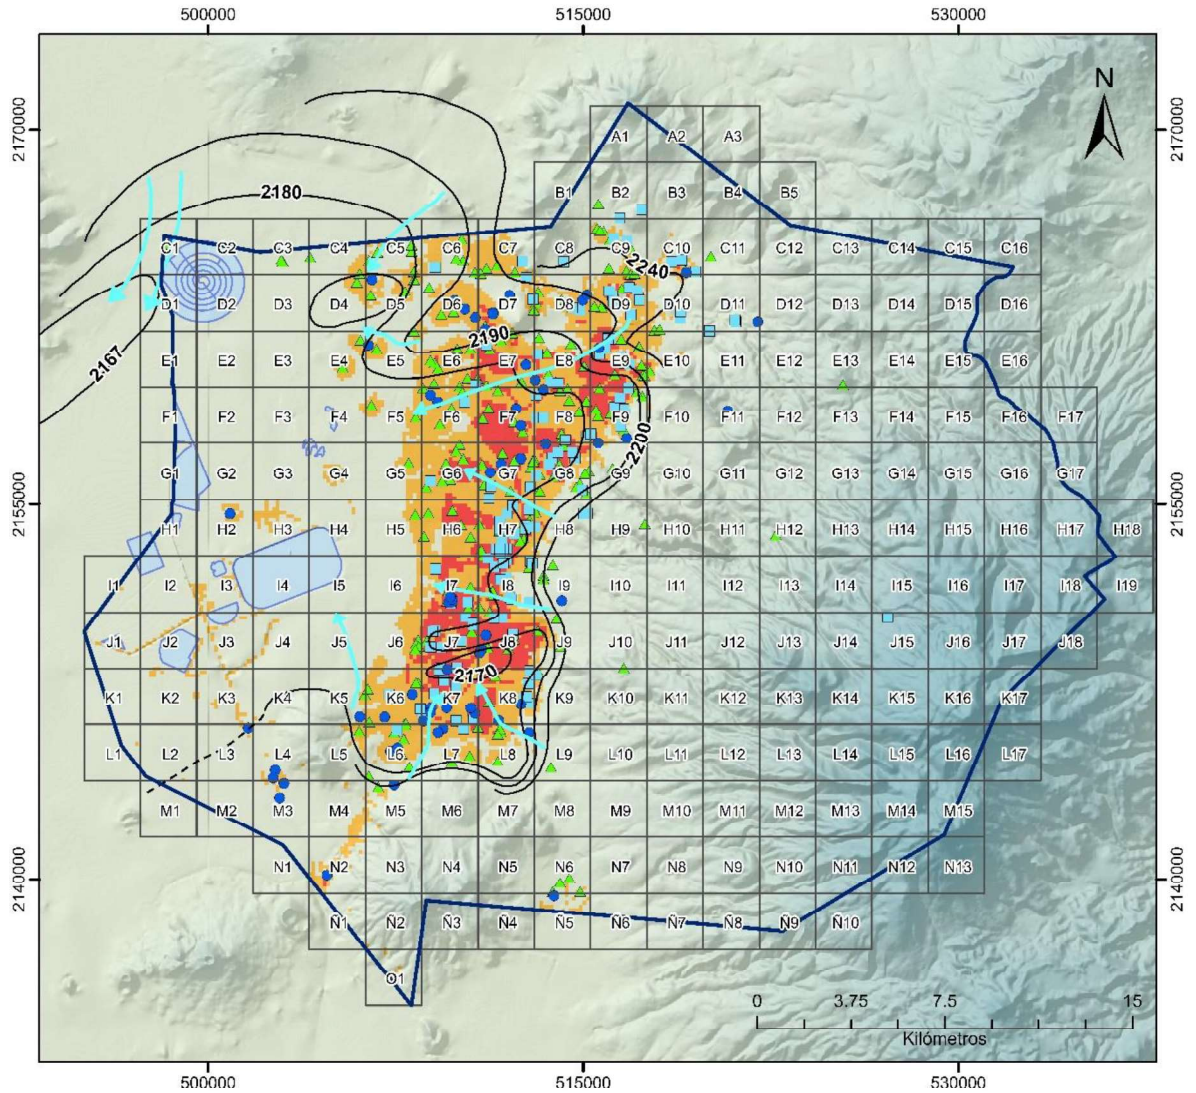 500000 515000 530000
N
2170000 2170000
A1 A2 A3
B1 B2 B3 B4 B5
2180
C1 C2 C3 C4 C5 C6 C7 C8 C9 C10 C11 C12 C13 C14 C15 C16
2240
D1 D2 D3 D4 D5 D6 D7 D8 D9 D10 D11 D12 D13 D14 D15 D16
2190
2167
E1 E2 E3 E4 E5 E6 E7 E8 E9 E10 E11 E12 E13 E14 E15 E16
F1 F2 F3 F4 F5 F6 F7 F8 F9 F10 F11 F12 F13 F14 F15 F16 F17
2200
G1 G2 G3 G4 G5 G6 G7 G8 G9 G10 G11 G12 G13 G14 G15 G16 G17
2155000 2155000
H1 H2 H3 H4 H5 H6 H7 H8 H9 H10 H11 H12 H13 H14 H15 H16 H17 H18
I1 I2 I3 I4 I5 I6 I7 I8 I9 I10 I11 I12 I13 I14 I15 I16 I17 I18 I19
J1 J2 J3 J4 J5 J6 J7 J8 J9 J10 J11 J12 J13 J14 J15 J16 J17 J18
2170
K1 K2 K3 K4 K5 K6 K7 K8 K9 K10 K11 K12 K13 K14 K15 K16 K17
L1 L2 L3 L4 L5 L6 L7 L8 L9 L10 L11 L12 L13 L14 L15 L16 L17
M1 M2 M3 M4 M5 M6 M7 M8 M9 M10 M11 M12 M13 M14 M15
N1 N2 N3 N4 N5 N6 N7 N8 N9 N10 N11 N12 N13
2140000 2140000
Ñ1 Ñ2 Ñ3 Ñ4 Ñ5 Ñ6 Ñ7 Ñ8 Ñ9 Ñ10
O1
0 3.75 7.5 15
Kilómetros
500000 515000 530000